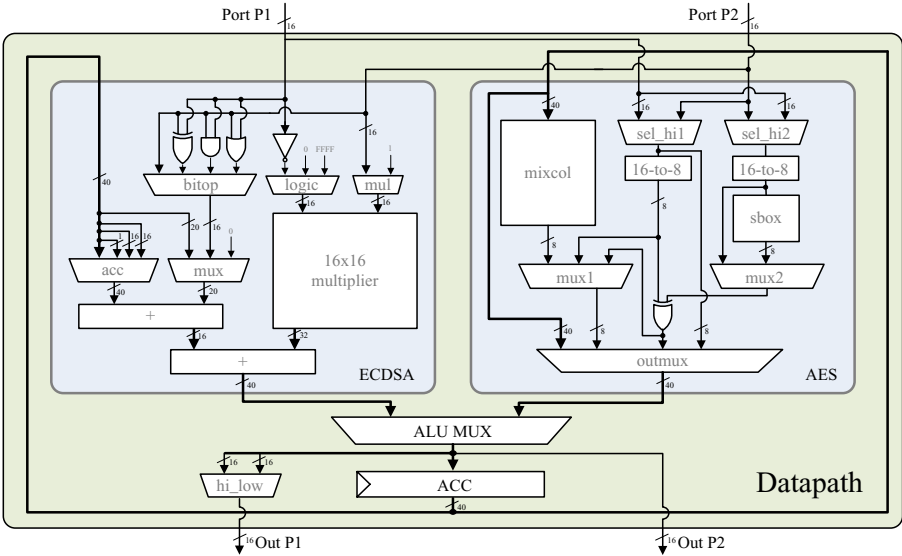 Port P1
16
Port P2
16
40
16
16
sel_hi1
sel_hi2
16
0
FFFF
1
mixcol
16-to-8
16-to-8
bitop
logic
mul
40
16
16
8
sbox
20
16
0
1
16
16
8
8
acc
mux
16x16
multiplier
mux1
mux2
40
20
+
16
32
40
8
8
+
outmux
ECDSA
AES
40
40
ALU MUX
16
16
16
hi_low
ACC
Datapath
40
16
Out P1
16
Out P2